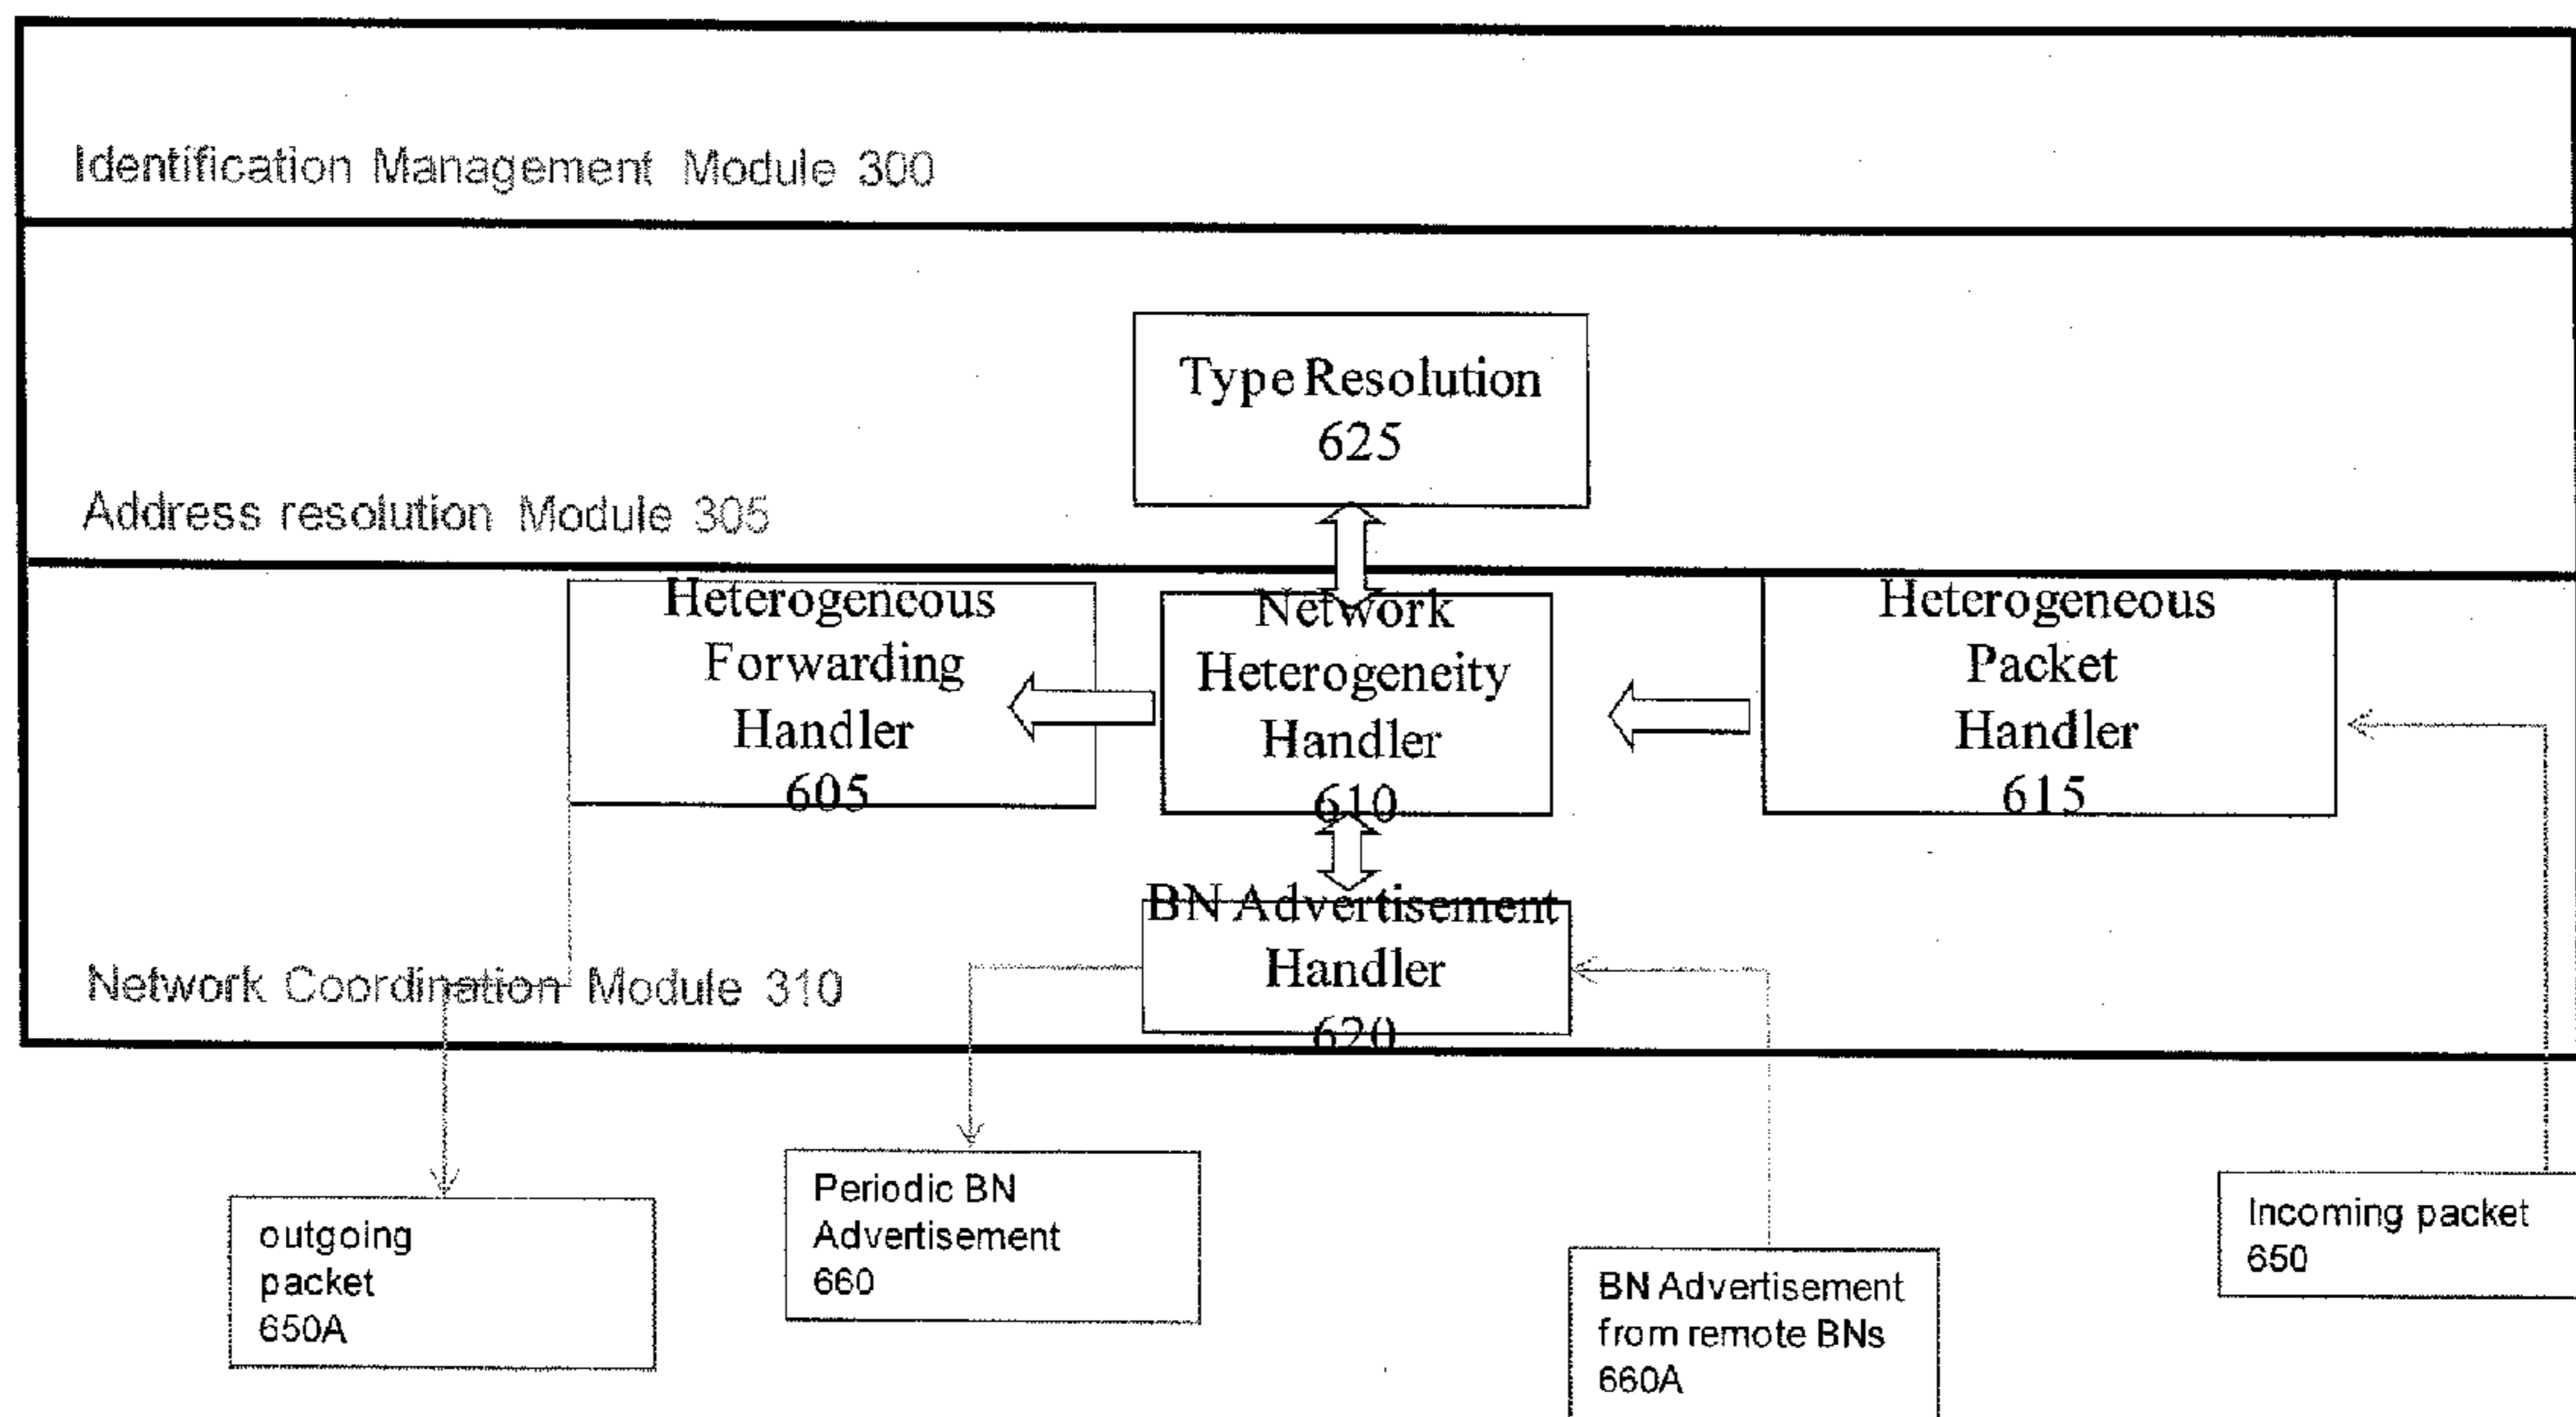 Identification Management Module 300
Type Resolution
625
Address resolution Module 305
Heterogeneous
Forwarding
Handler
605
Network
Heterogeneity
Handler
610
Heterogeneous
Packet
Handler
615
BN Advertisement
Handler
620
Network Coordination Module 310
outgoing
packet
650A
Periodic BN
Advertisement
660
BN Advertisement
from remote BNs
660A
Incoming packet
650